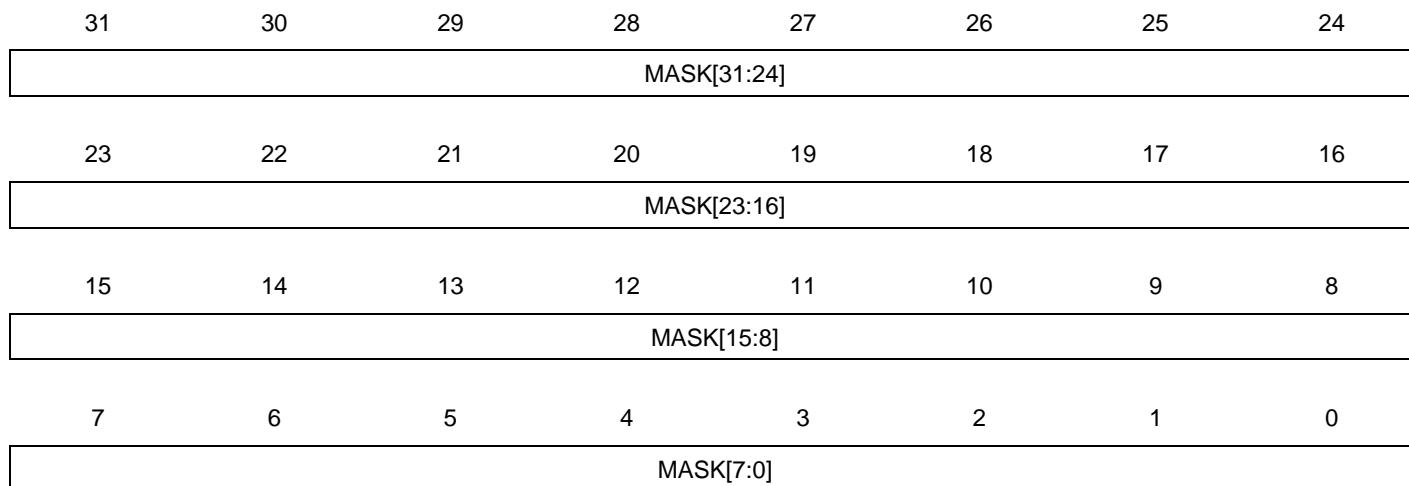 31 30 29 28 27 26 25 24
MASK[31:24]
23 22 21 20 19 18 17 16
MASK[23:16]
15 14 13 12 11 10 9 8
MASK[15:8]
7 6 5 4 3 2 1 0
MASK[7:0]